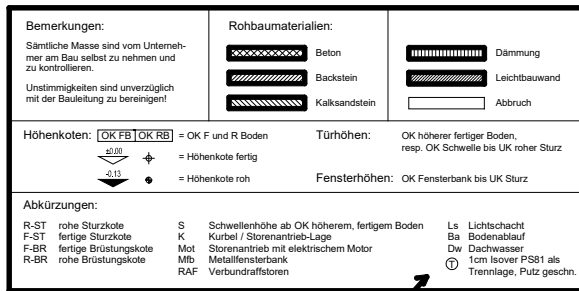 Bemerkungen:
Sämtliche Masse sind vom Unterneh-
mer am Bau selbst zu nehmen und
zu kontrollieren.
Unstimmigkeiten sind unverzüglich
mit der Bauleitung zu bereinigen!
Rohbaumaterialien:
Beton
Backstein
Kalksandstein
Dämmung
Leichtbauwand
Abbruch
Höhenkoten: OK FB OK RB = OK F und R Boden
±0.00 = Höhenkote fertig
-0.13 = Höhenkote roh
Türhöhen: OK höherer fertiger Boden,
resp. OK Schwelle bis UK roher Sturz
Fensterhöhen: OK Fensterbank bis UK Sturz
Abkürzungen:
R-ST rohe Sturzkote
F-ST fertige Sturzkote
F-BR fertige Brüstungskote
R-BR rohe Brüstungskote
S Schwellenhöhe ab OK höherem, fertigem Boden
K Kurbel / Storenantrieb-Lage
Mot Storenantrieb mit elektrischem Motor
Mfb Metallfensterbank
RAF Verbundraffstoren
Ls Lichtschacht
Ba Bodenablauf
Dw Dachwasser
T 1cm Isover PS81 als
Trennlage, Putz geschn.